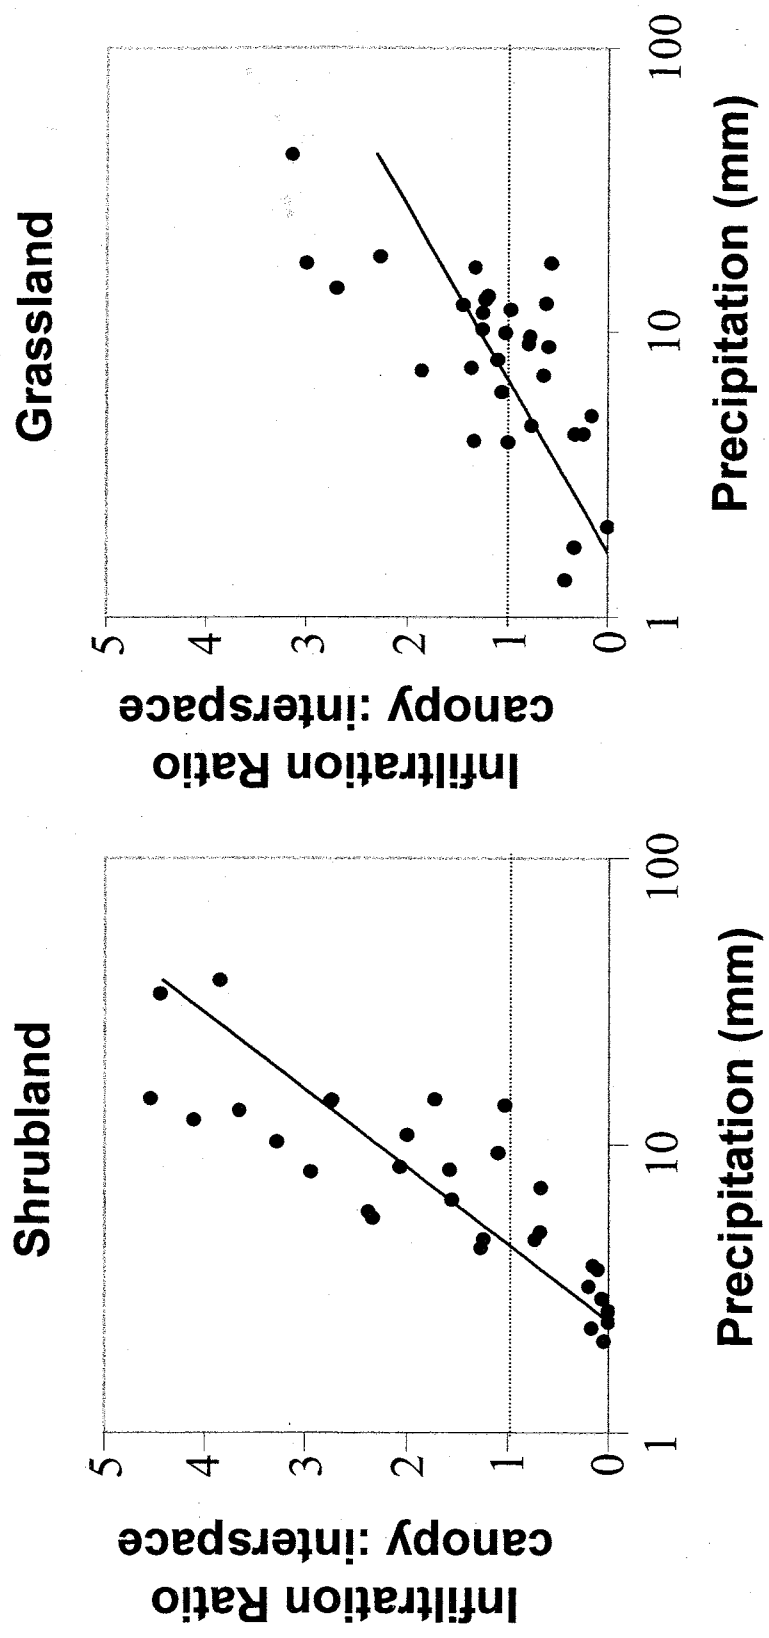 Shrubland
Infiltration Ratio
canopy :interspace
5
4
3
2
1
0
1
10
100
Precipitation (mm)
Grassland
Infiltration Ratio
canopy :interspace
5
4
3
2
1
0
1
10
100
Precipitation (mm)